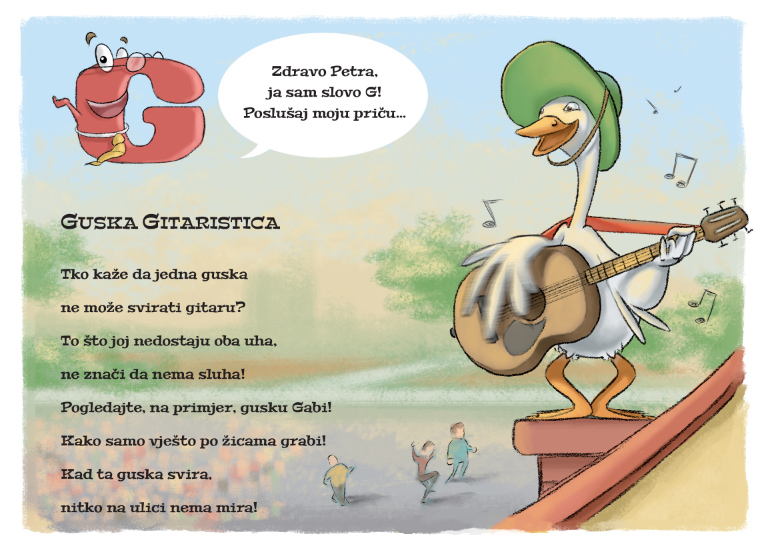 Zdravo Petra,
ja sam slovo G!
Poslušaj moju priču...
Guska Gitaristica
Tko kaže da jedna guska
ne može svirati gitaru?
To što joj nedostaju oba uha,
ne znači da nema sluha!
Pogledajte, na primjer, gusku Gabi!
Kako samo vješto po žicama grabi!
Kad ta guska svira,
nitko na ulici nema mira!